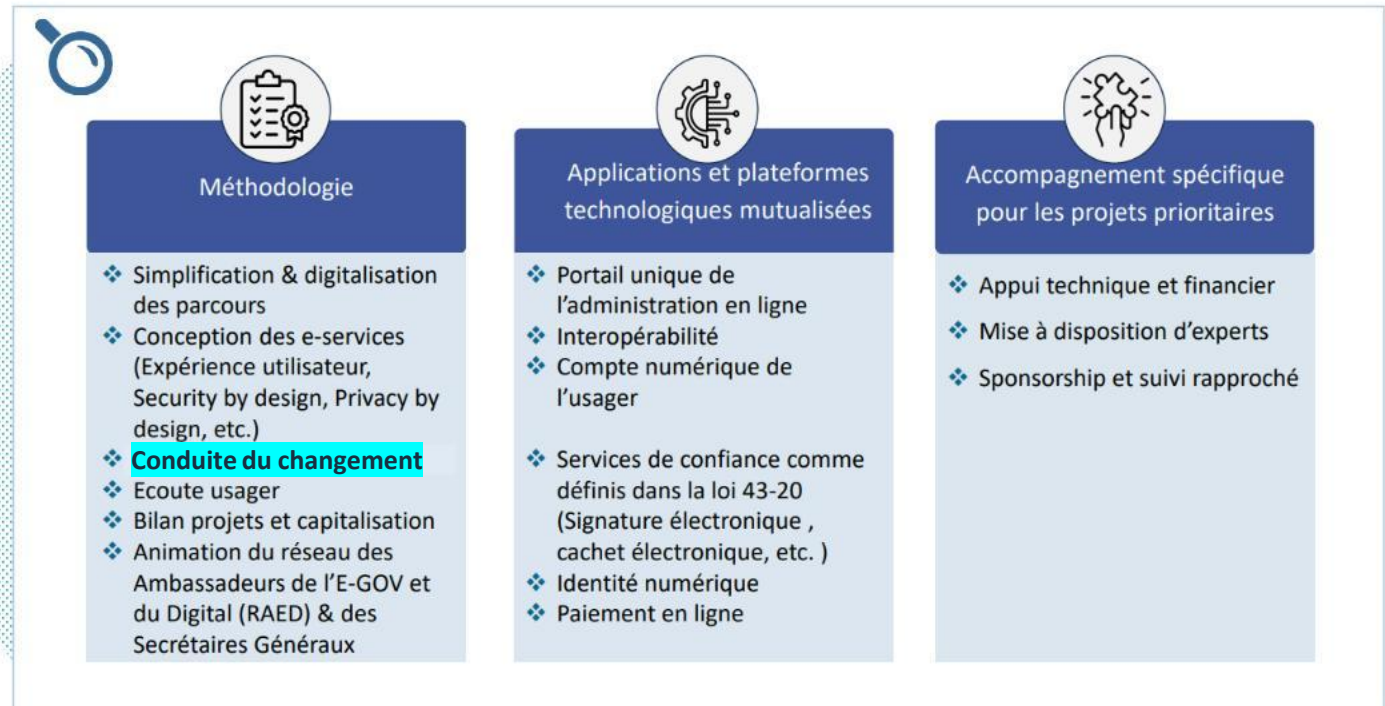 Méthodologie
❖ Simplification & digitalisation
des parcours
❖ Conception des e-services
(Expérience utilisateur,
Security by design, Privacy by
design, etc.)
❖ Conduite du changement
❖ Ecoute usager
❖ Bilan projets et capitalisation
❖ Animation du réseau des
Ambassadeurs de l’E-GOV et
du Digital (RAED) & des
Secrétaires Généraux
Applications et plateformes
technologiques mutualisées
❖ Portail unique de
l’administration en ligne
❖ Interopérabilité
❖ Compte numérique de
l’usager
❖ Services de confiance comme
définis dans la loi 43-20
(Signature électronique ,
cachet électronique, etc. )
❖ Identité numérique
❖ Paiement en ligne
Accompagnement spécifique
pour les projets prioritaires
❖ Appui technique et financier
❖ Mise à disposition d’experts
❖ Sponsorship et suivi rapproché